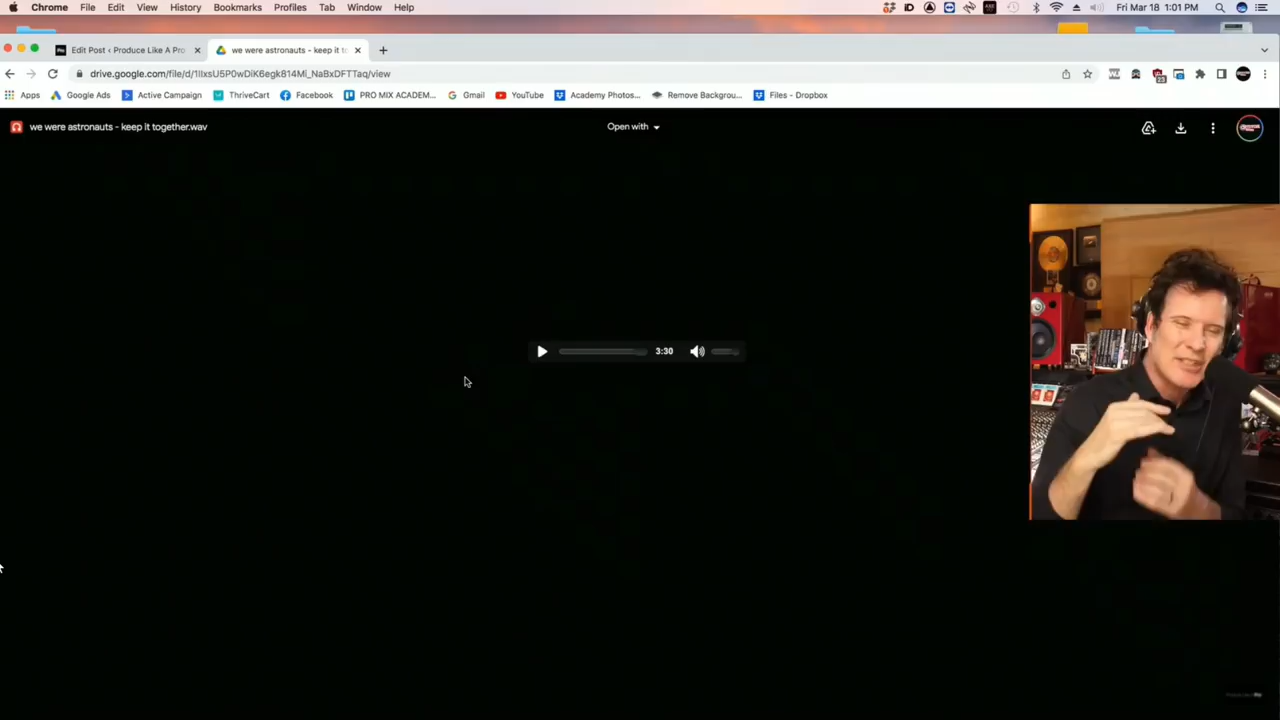 Chrome File Edit View History Bookmarks Profiles Tab Window Help
Fri Mar 18 1:01 PM
Edit Post ‹ Produce Like A Pro
we were astronauts - keep it to
drive.google.com/file/d/1IIxsU5P0wDiK6egk814Mi_NaBxDFTTaq/view
23
Apps Google Ads Active Campaign ThriveCart Facebook PRO MIX ACADEM... Gmail YouTube Academy Photos... Remove Backgrou... Files - Dropbox
we were astronauts - keep it together.wav
Open with
3:30